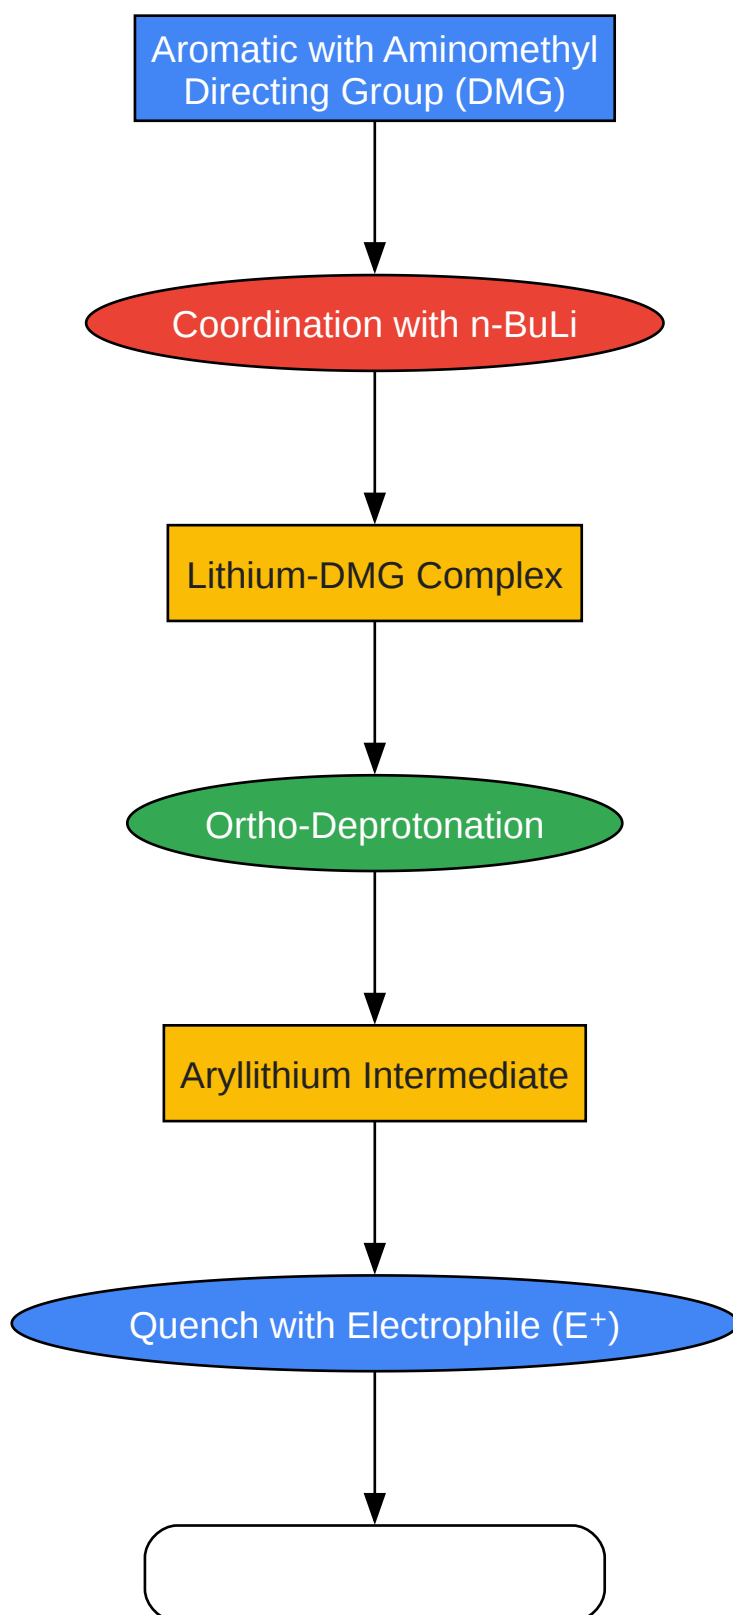 Aromatic with Aminomethyl
Directing Group (DMG)
Coordination with n-BuLi
Lithium-DMG Complex
Ortho-Deprotonation
Aryllithium Intermediate
Quench with Electrophile (E⁺)